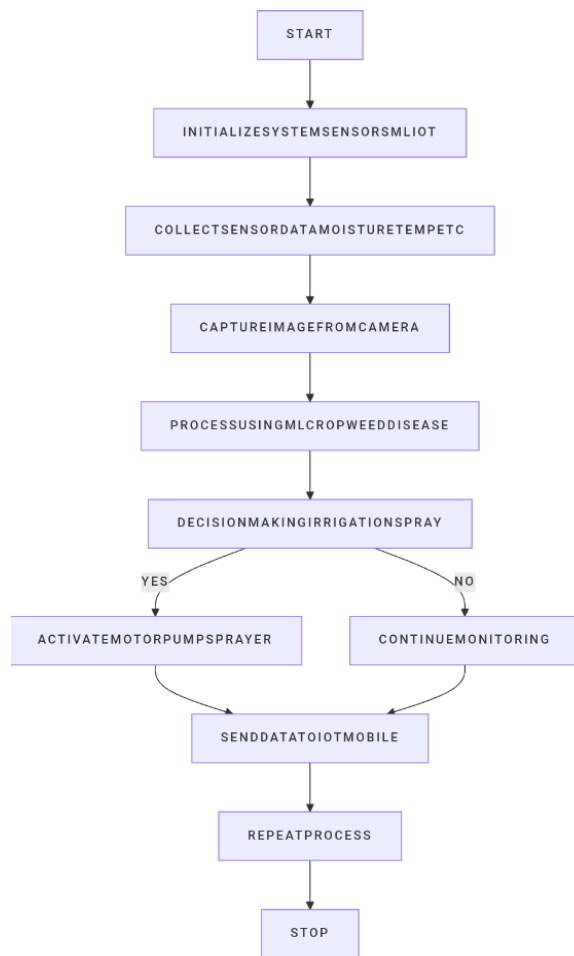 START
INITIALIZESYSTEMSENSORSMLIOT
COLLECTSENSORDATAMOISTURETEMPETC
CAPTUREIMAGEFROMCAMERA
PROCESSUSINGMLCROPWEEDDISEASE
DECISIONMAKINGIRRIGATIONSPRAY
YES
NO
ACTIVATEMOTORPUMPSPRAYER
CONTINUEMONITORING
SENDDATATOIOTMOBILE
REPEATPROCESS
STOP